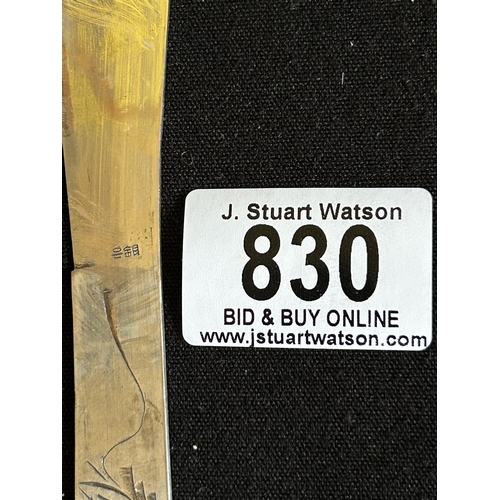 J. Stuart Watson
830
BID & BUY ONLINE
www.jstuartwatson.com